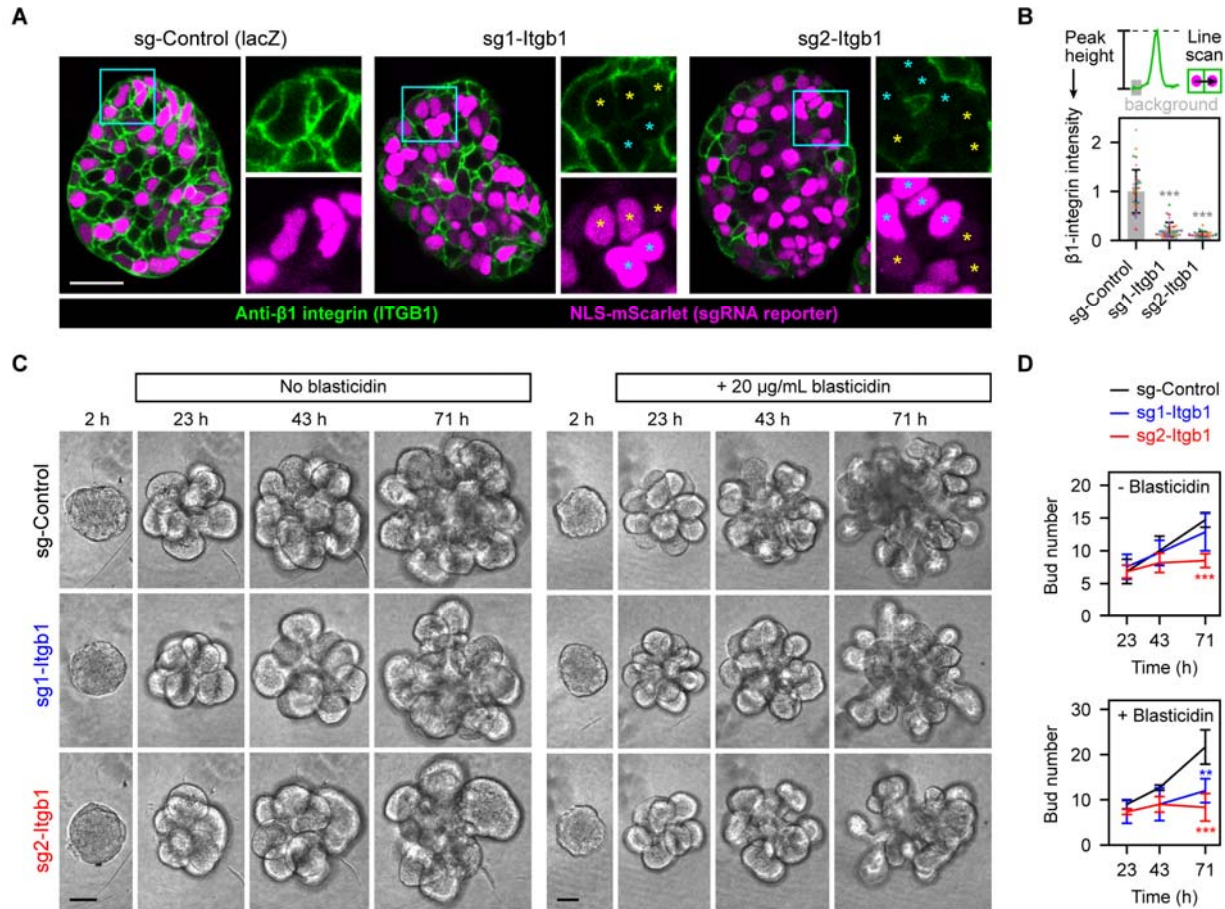 A
sg-Control (lacZ)
sg1-Itgb1
sg2-Itgb1
* * * * * *
* * * * * *
* * * * * * *
* * * * * * *
Anti-β1 integrin (ITGB1)
NLS-mScarlet (sgRNA reporter)
B
Peak
height
Line
scan
background
β1-integrin intensity
2
1
0
***
***
sg-Control
sg1-Itgb1
sg2-Itgb1
C
No blasticidin
+ 20 µg/mL blasticidin
2 h
23 h
43 h
71 h
2 h
23 h
43 h
71 h
sg-Control
sg1-Itgb1
sg2-Itgb1
D
sg-Control
sg1-Itgb1
sg2-Itgb1
- Blasticidin
Bud number
20
15
10
5
0
***
23 43 71
Time (h)
+ Blasticidin
Bud number
30
20
10
0
**
***
23 43 71
Time (h)